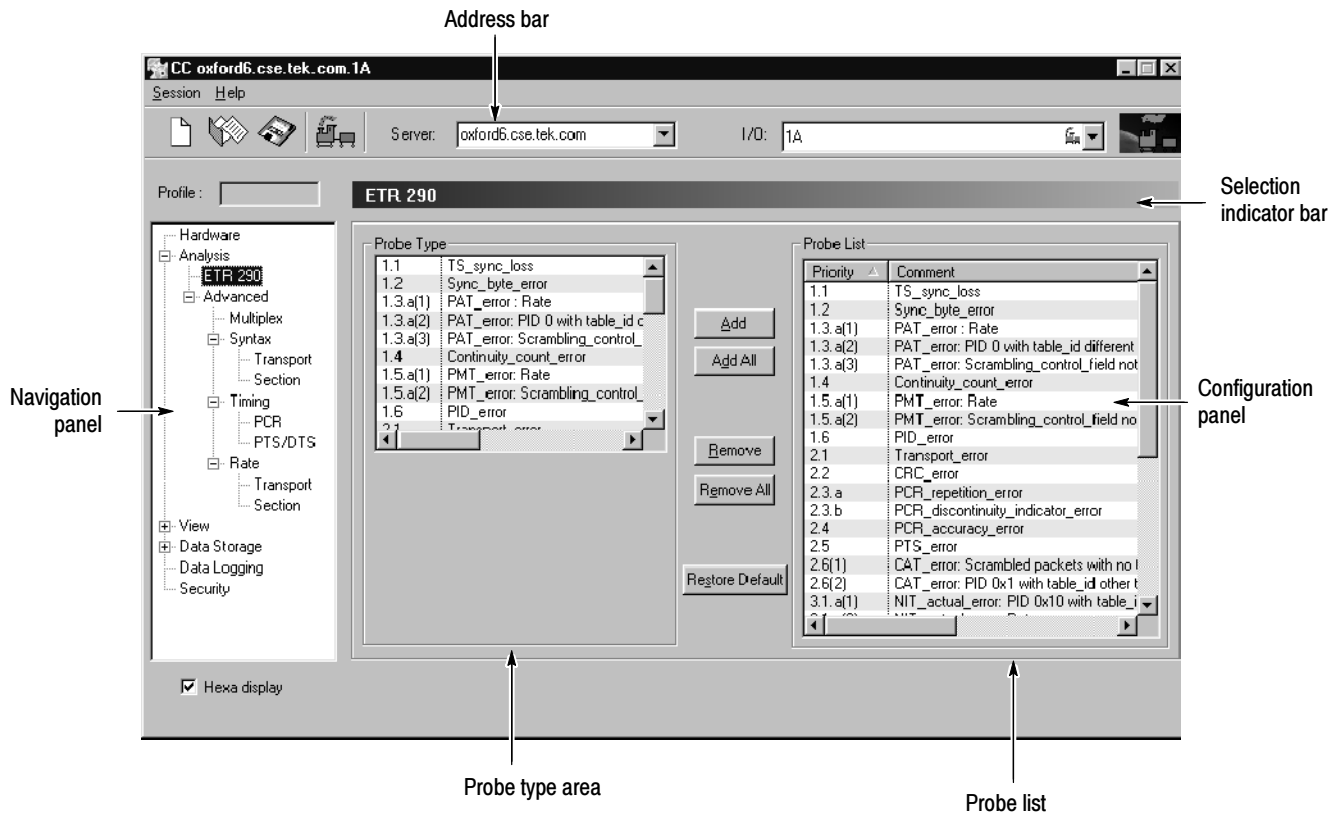 Address bar
CC oxford6.cse.tek.com.1A
Session Help
Server: oxford6.cse.tek.com I/O: 1A
Profile :
ETR 290
Selection
indicator bar
Hardware
Analysis
ETR 290
Advanced
Multiplex
Syntax
Transport
Section
Timing
PCR
PTS/DTS
Rate
Transport
Section
View
Data Storage
Data Logging
Security
Navigation
panel
Probe Type
1.1 TS_sync_loss
1.2 Sync_byte_error
1.3.a(1) PAT_error : Rate
1.3.a(2) PAT_error: PID 0 with table_id
1.3.a(3) PAT_error: Scrambling_control_
1.4 Continuity_count_error
1.5.a(1) PMT_error: Rate
1.5.a(2) PMT_error: Scrambling_control_
1.6 PID_error
2.1 Transport_error
Add
Add All
Remove
Remove All
Restore Default
Probe List
Priority Comment
1.1 TS_sync_loss
1.2 Sync_byte_error
1.3.a(1) PAT_error : Rate
1.3.a(2) PAT_error: PID 0 with table_id different
1.3.a(3) PAT_error: Scrambling_control_field not
1.4 Continuity_count_error
1.5.a(1) PMT_error: Rate
1.5.a(2) PMT_error: Scrambling_control_field no
1.6 PID_error
2.1 Transport_error
2.2 CRC_error
2.3.a PCR_repetition_error
2.3.b PCR_discontinuity_indicator_error
2.4 PCR_accuracy_error
2.5 PTS_error
2.6(1) CAT_error: Scrambled packets with no
2.6(2) CAT_error: PID 0x1 with table_id other t
3.1.a(1) NIT_actual_error: PID 0x10 with table_i
Configuration
panel
Hexa display
Probe type area
Probe list